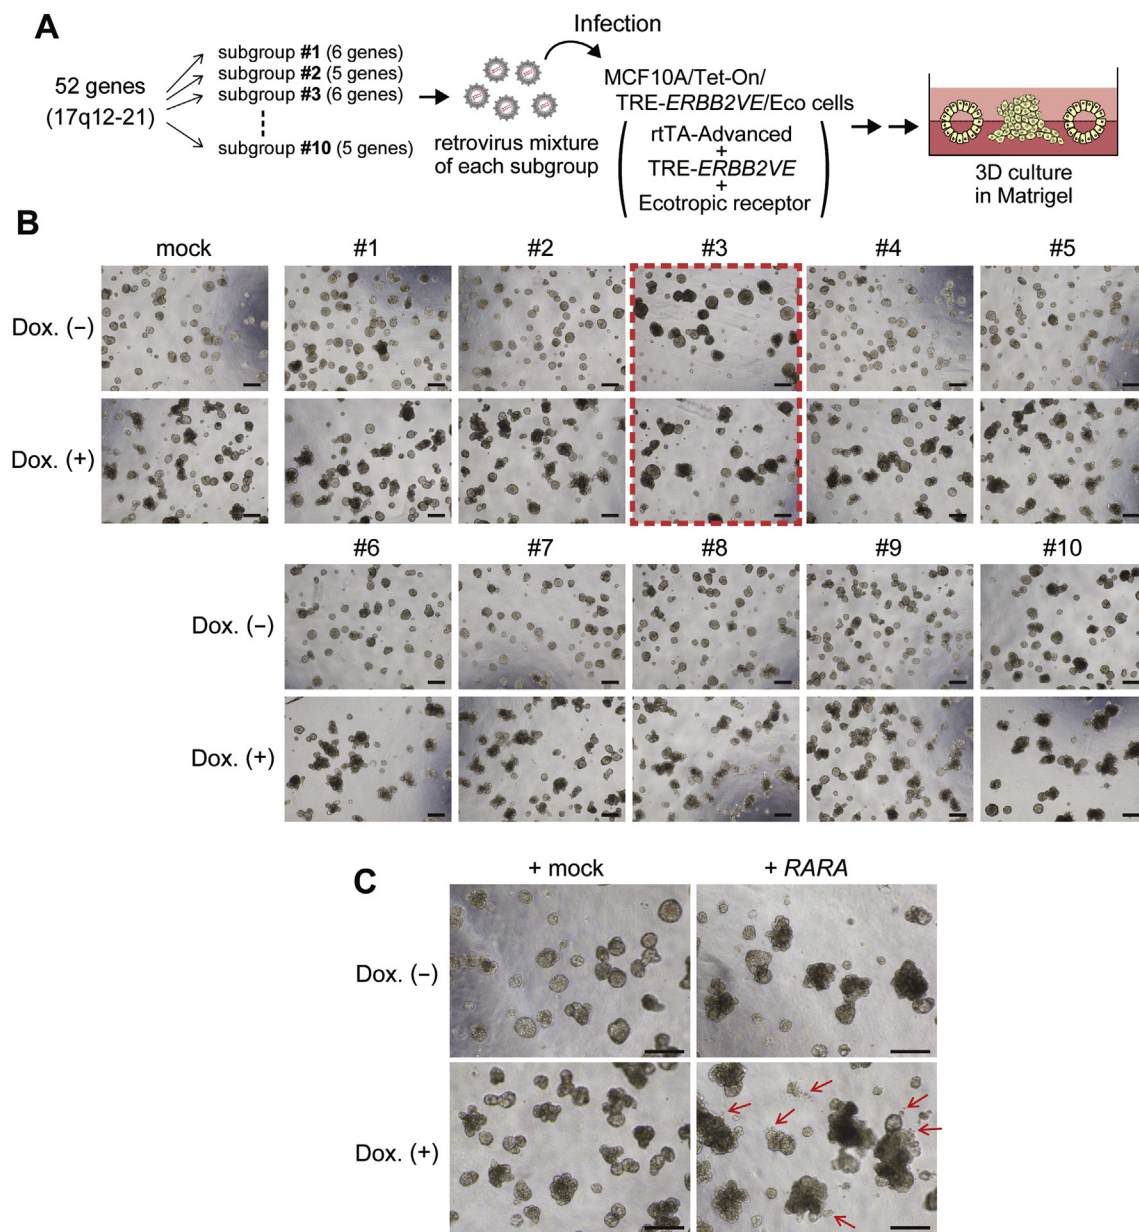 A
52 genes
(17q12-21)
subgroup #1 (6 genes)
subgroup #2 (5 genes)
subgroup #3 (6 genes)
subgroup #10 (5 genes)
retrovirus mixture
of each subgroup
Infection
MCF10A/Tet-On/
TRE-ERBB2VE/Eco cells
rtTA-Advanced
+
TRE-ERBB2VE
+
Ecotropic receptor
3D culture
in Matrigel
B
mock #1 #2 #3 #4 #5
Dox. (−)
Dox. (+)
#6 #7 #8 #9 #10
Dox. (−)
Dox. (+)
C
+ mock + RARA
Dox. (−)
Dox. (+)